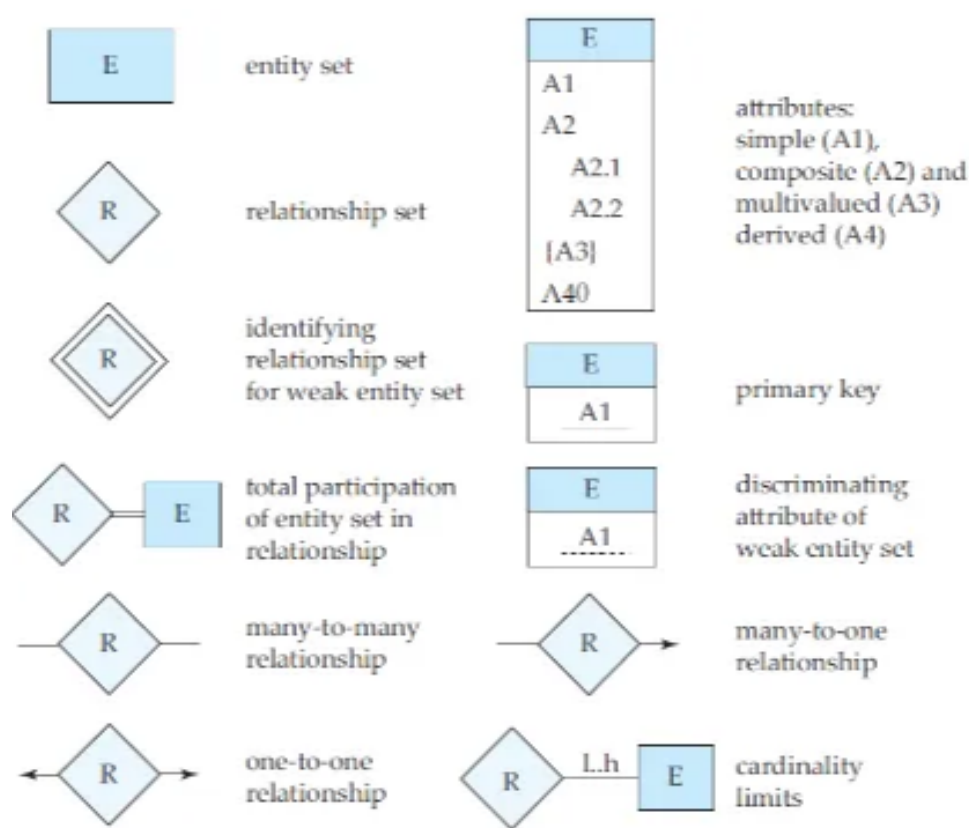 E
entity set
R
relationship set
R
identifying
relationship set
for weak entity set
R E
total participation
of entity set in
relationship
R
many-to-many
relationship
R
one-to-one
relationship
E
A1
A2
A2.1
A2.2
{A3}
A40
attributes:
simple (A1),
composite (A2) and
multivalued (A3)
derived (A4)
E
A1
primary key
E
A1
discriminating
attribute of
weak entity set
R
many-to-one
relationship
R l..h E
cardinality
limits